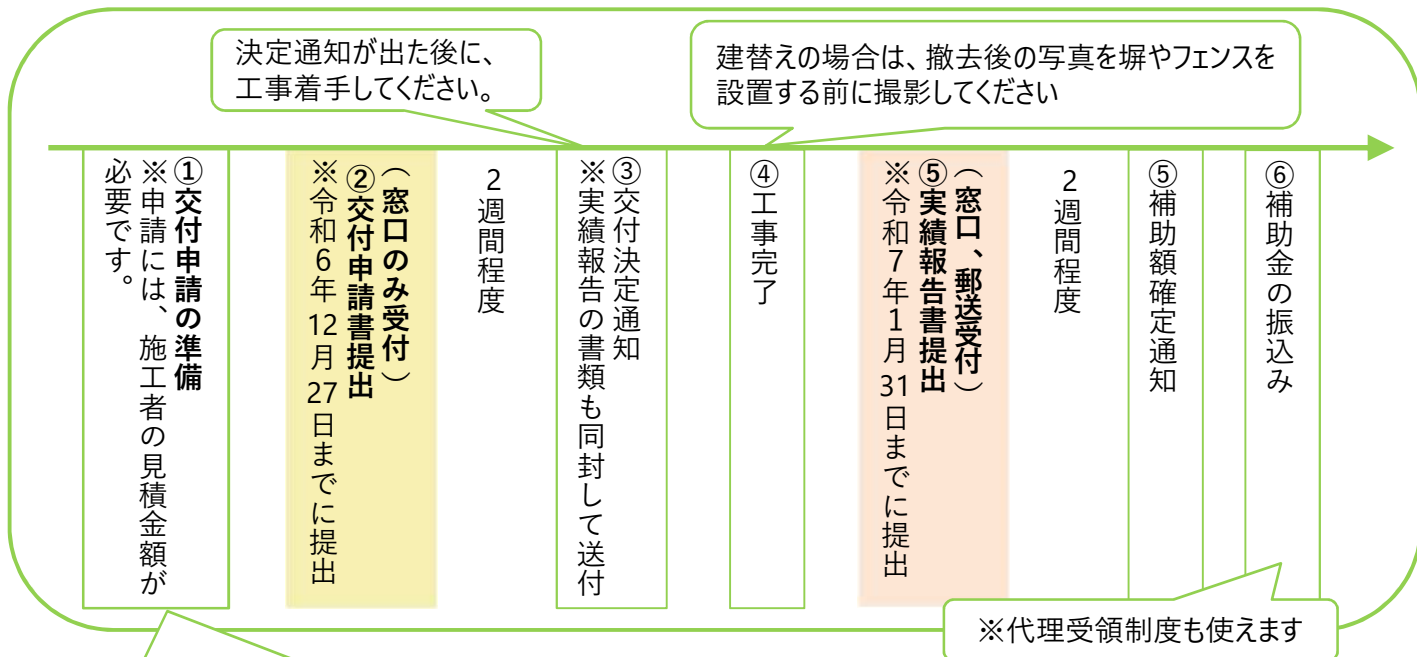 決定通知が出た後に、
工事着手してください。
建替えの場合は、撤去後の写真を塀やフェンスを
設置する前に撮影してください
①交付申請の準備
※申請には、施工者の見積金額が
必要です。
（窓口のみ受付）
②交付申請書提出
※令和6年12月27日までに提出
2週間程度
③交付決定通知
※実績報告の書類も同封して送付
④工事完了
（窓口、郵送受付）
⑤実績報告書提出
※令和7年1月31日までに提出
2週間程度
⑤補助額確定通知
⑥補助金の振込み
※代理受領制度も使えます